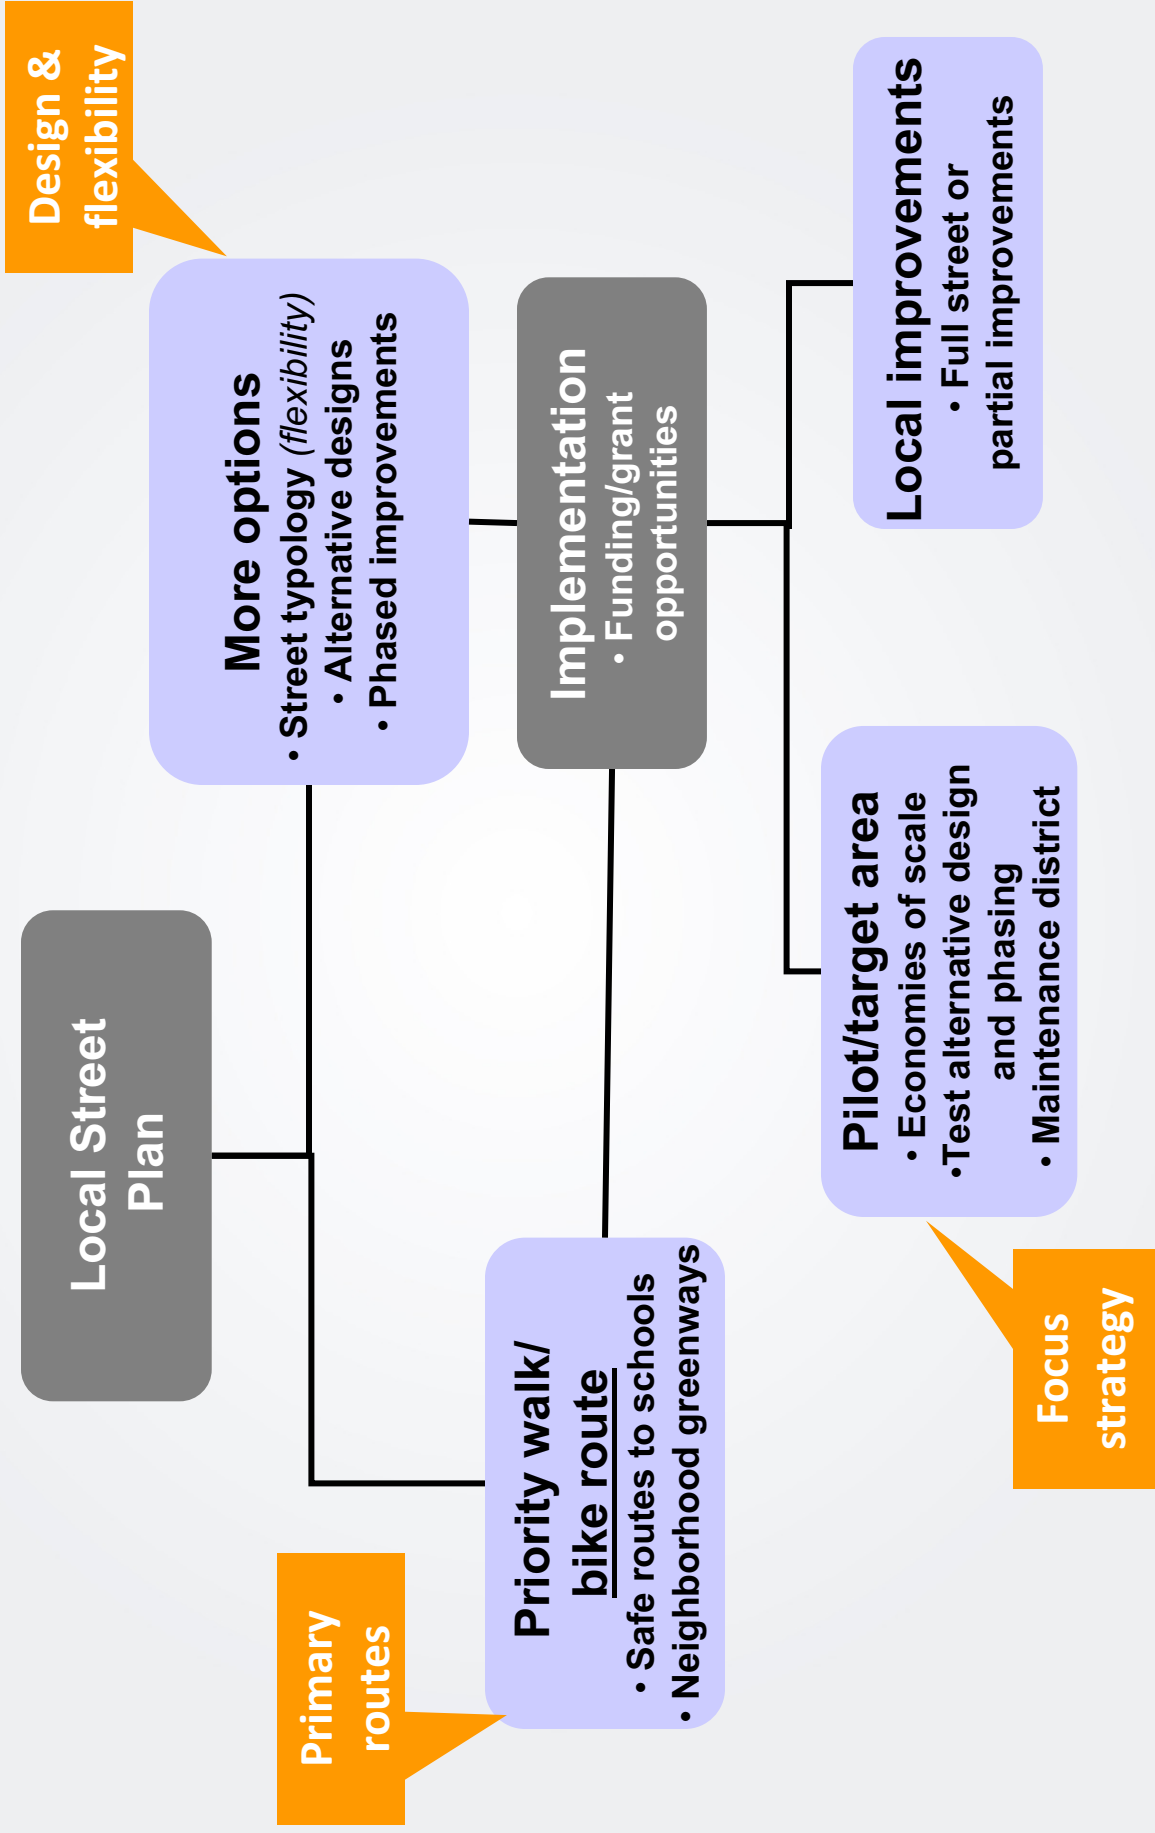 Local Street
Plan
Design &
flexibility
More options
• Street typology (flexibility)
• Alternative designs
• Phased improvements
Primary
routes
Priority walk/
bike route
• Safe routes to schools
• Neighborhood greenways
Implementation
• Funding/grant
opportunities
Pilot/target area
• Economies of scale
•Test alternative design
and phasing
• Maintenance district
Local improvements
• Full street or
partial improvements
Focus
strategy